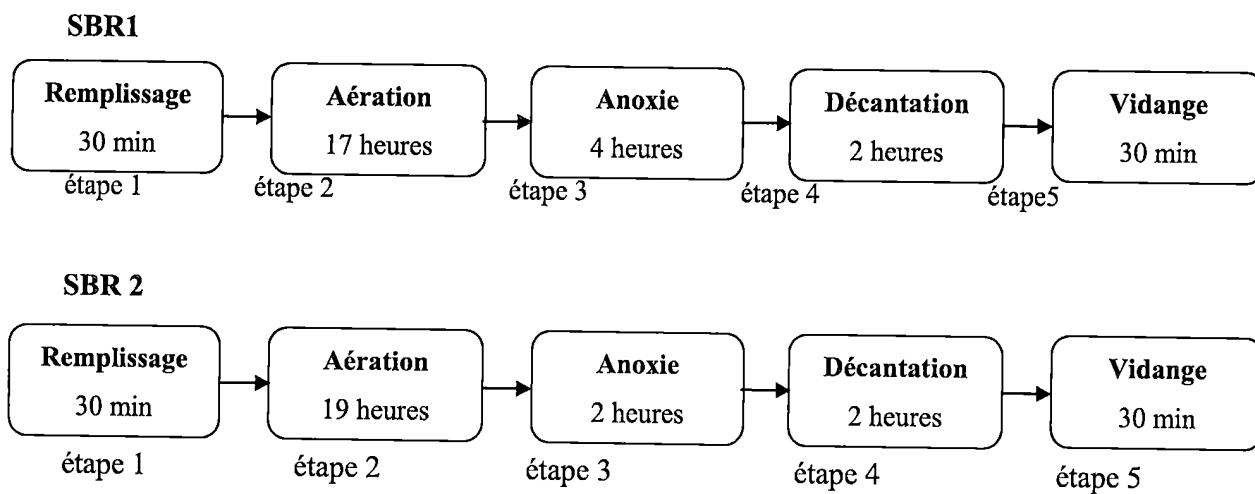 SBR1
Remplissage
30 min
étape 1
Aération
17 heures
étape 2
Anoxie
4 heures
étape 3
Décantation
2 heures
étape 4
Vidange
30 min
étape5
SBR 2
Remplissage
30 min
étape 1
Aération
19 heures
étape 2
Anoxie
2 heures
étape 3
Décantation
2 heures
étape 4
Vidange
30 min
étape 5